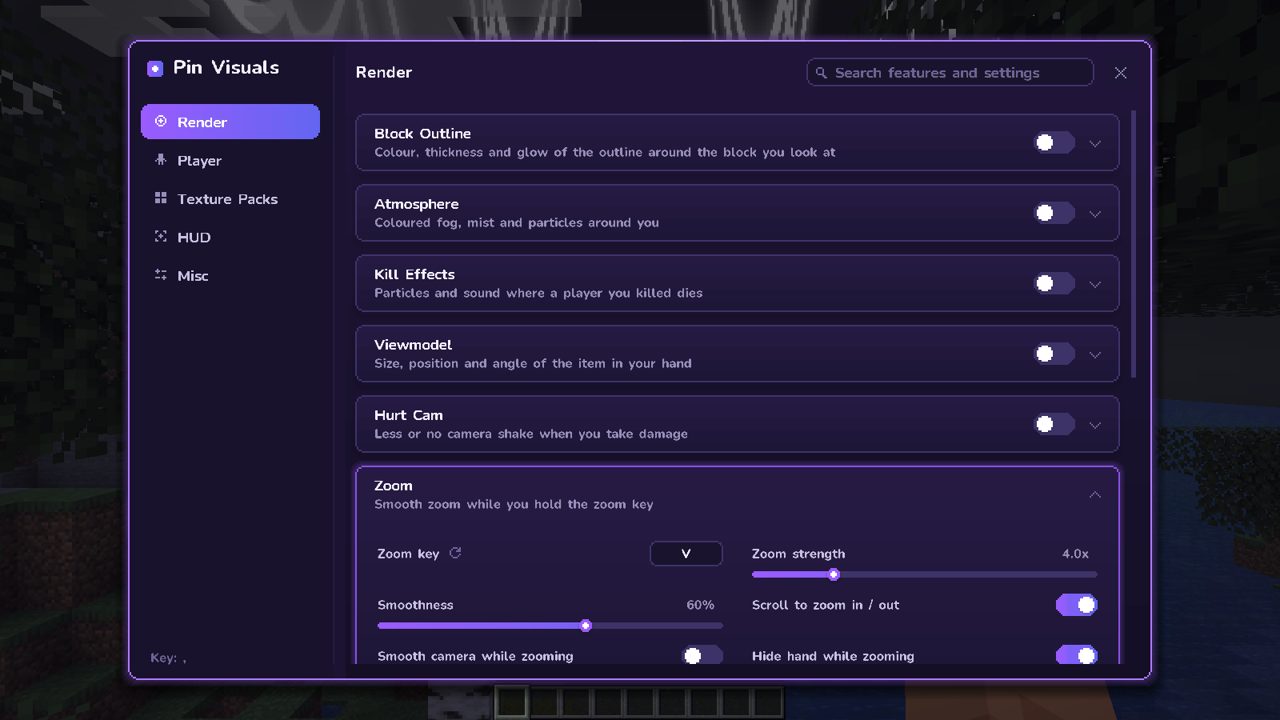 Pin Visuals
Render
Player
Texture Packs
HUD
Misc
Key: ,
Render
Search features and settings
Block Outline
Colour, thickness and glow of the outline around the block you look at
Atmosphere
Coloured fog, mist and particles around you
Kill Effects
Particles and sound where a player you killed dies
Viewmodel
Size, position and angle of the item in your hand
Hurt Cam
Less or no camera shake when you take damage
Zoom
Smooth zoom while you hold the zoom key
Zoom key V
Zoom strength 4.0x
Smoothness 60%
Scroll to zoom in / out
Smooth camera while zooming
Hide hand while zooming